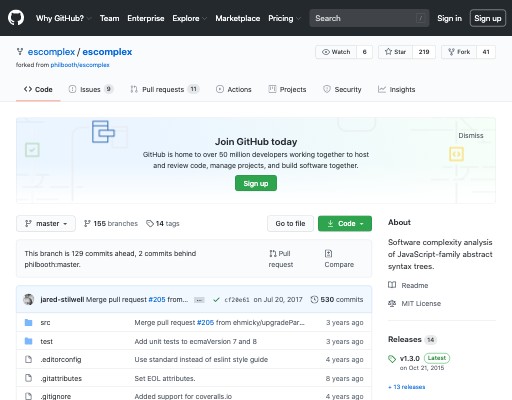 Why GitHub? Team Enterprise Explore Marketplace Pricing Search / Sign in Sign up
escomplex / escomplex Watch 6 Star 219 Fork 41
forked from philbooth/escomplex
Code Issues 9 Pull requests 11 Actions Projects Security Insights
Dismiss
Join GitHub today
GitHub is home to over 50 million developers working together to host
and review code, manage projects, and build software together.
Sign up
master 155 branches 14 tags Go to file Code
This branch is 129 commits ahead, 2 commits behind
philbooth:master.
Pull
request
Compare
jared-stilwell Merge pull request #205 from... ... cf20e61 on Jul 20, 2017 530 commits
src Merge pull request #205 from ehmicky/upgradePar... 3 years ago
test Add unit tests to ecmaVersion 7 and 8 3 years ago
.editorconfig Use standard instead of eslint style guide 4 years ago
.gitattributes Set EOL attributes. 8 years ago
.gitignore Added support for coveralls.io 4 years ago
About
Software complexity analysis
of JavaScript-family abstract
syntax trees.
Readme
MIT License
Releases 14
v1.3.0 Latest
on Oct 21, 2015
+ 13 releases